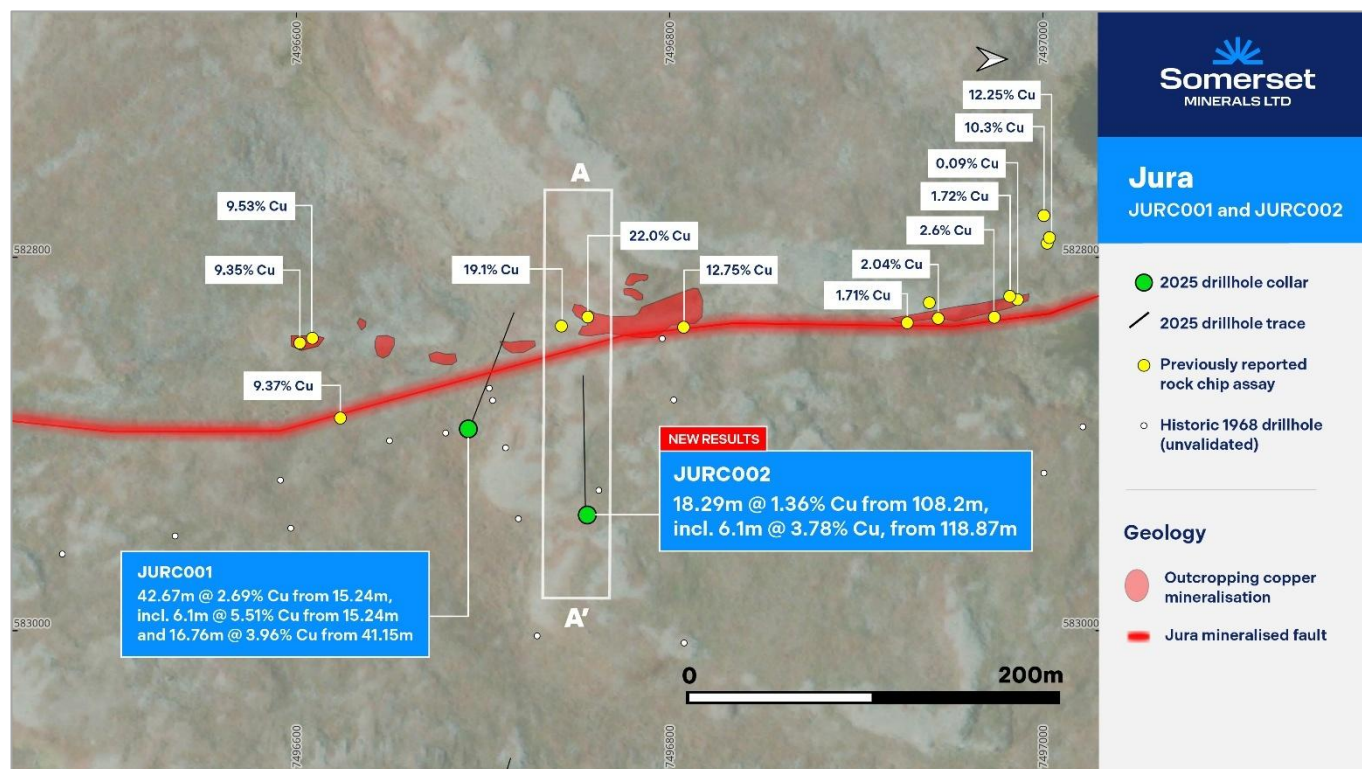 7496600
7496800
7497000
Somerset
MINERALS LTD
Jura
JURC001 and JURC002
12.25% Cu
10.3% Cu
0.09% Cu
1.72% Cu
2.6% Cu
2.04% Cu
1.71% Cu
A
9.53% Cu
9.35% Cu
22.0% Cu
19.1% Cu
12.75% Cu
9.37% Cu
582800
582800
2025 drillhole collar
2025 drillhole trace
Previously reported
rock chip assay
Historic 1968 drillhole
(unvalidated)
NEW RESULTS
JURC002
18.29m @ 1.36% Cu from 108.2m,
incl. 6.1m @ 3.78% Cu, from 118.87m
JURC001
42.67m @ 2.69% Cu from 15.24m,
incl. 6.1m @ 5.51% Cu from 15.24m
and 16.76m @ 3.96% Cu from 41.15m
A'
Geology
Outcropping copper
mineralisation
Jura mineralised fault
583000
583000
0
200m
7496600
7496800
7497000